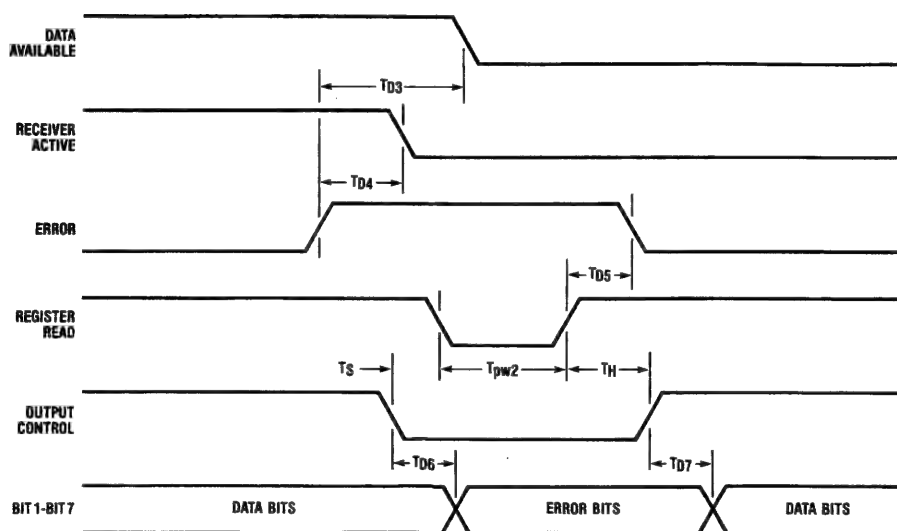 DATA
AVAILABLE
TD3
RECEIVER
ACTIVE
TD4
ERROR
TD5
REGISTER
READ
TS
Tpw2
TH
OUTPUT
CONTROL
TD6
TD7
BIT 1-BIT 7
DATA BITS
ERROR BITS
DATA BITS